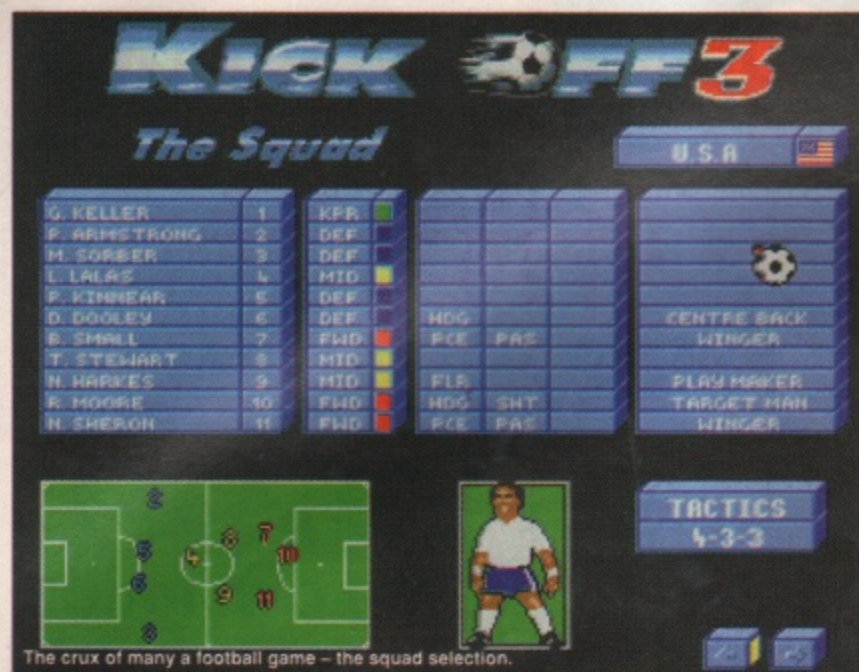 KICK OFF 3
The Squad
U.S.A
G. KELLER 1 KPR
P. ARMSTRONG 2 DEF
M. SORBER 3 DEF
L. LALAS 4 MID
P. KINNEAR 5 DEF
D. DOOLEY 6 DEF HDG CENTRE BACK
B. SMALL 7 FWD PCE PAS WINGER
T. STEWART 8 MID
N. HARKES 9 MID FLR PLAY MAKER
R. MOORE 10 FWD HDG SHT TARGET MAN
N. SHERON 11 FWD PCE PAS WINGER
2
5 4 8 7 10
6 9 11
3
TACTICS
4-3-3
The crux of many a football game – the squad selection.